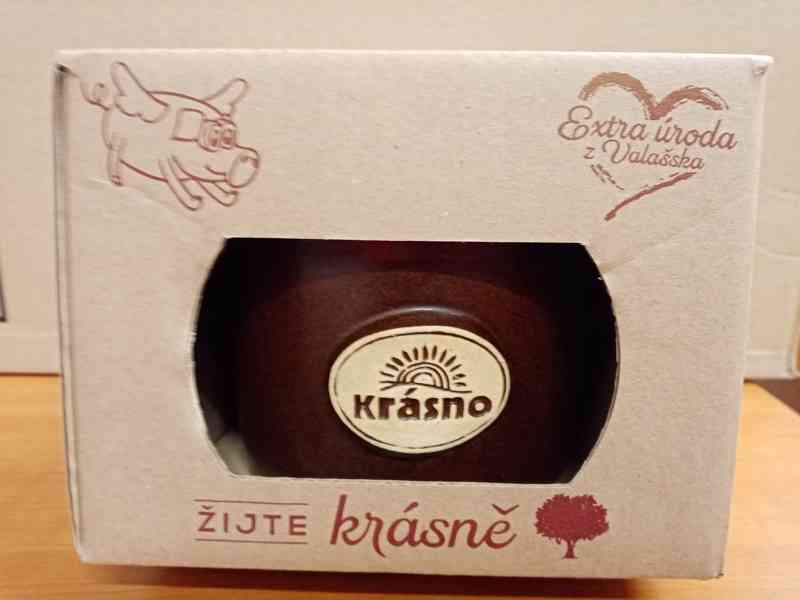 Extra úroda
z Valašska
Krásno
ŽIJTE krásně